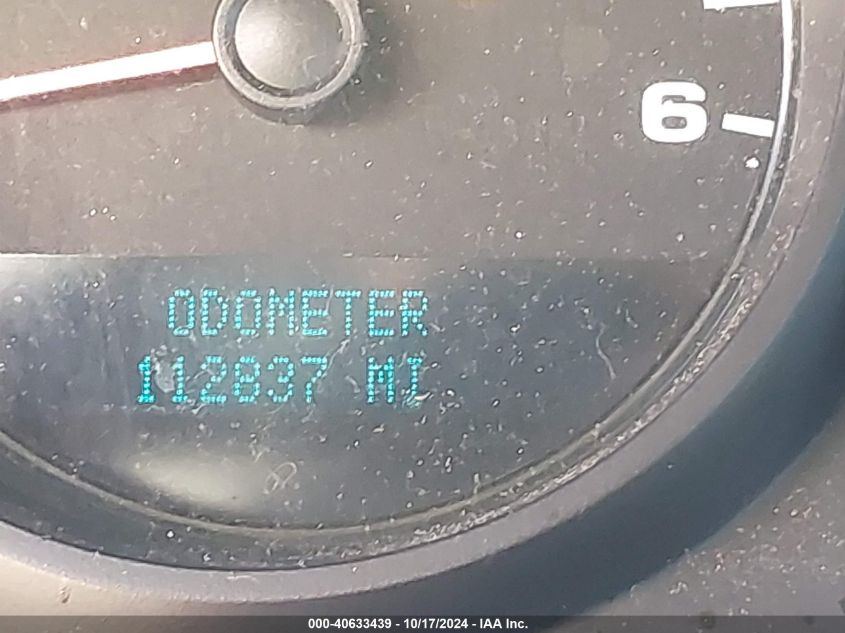 6
ODOMETER
112837 MI
000-40633439 - 10/17/2024 - IAA Inc.